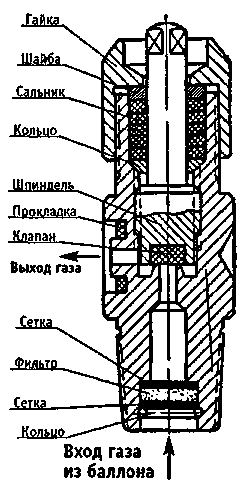 Гайка
Шайба
Сальник
Кольцо
Шпиндель
Прокладка
Клапан
Выход газа
Сетка
Фильтр
Сетка
Кольцо
Вход газа
из баллона